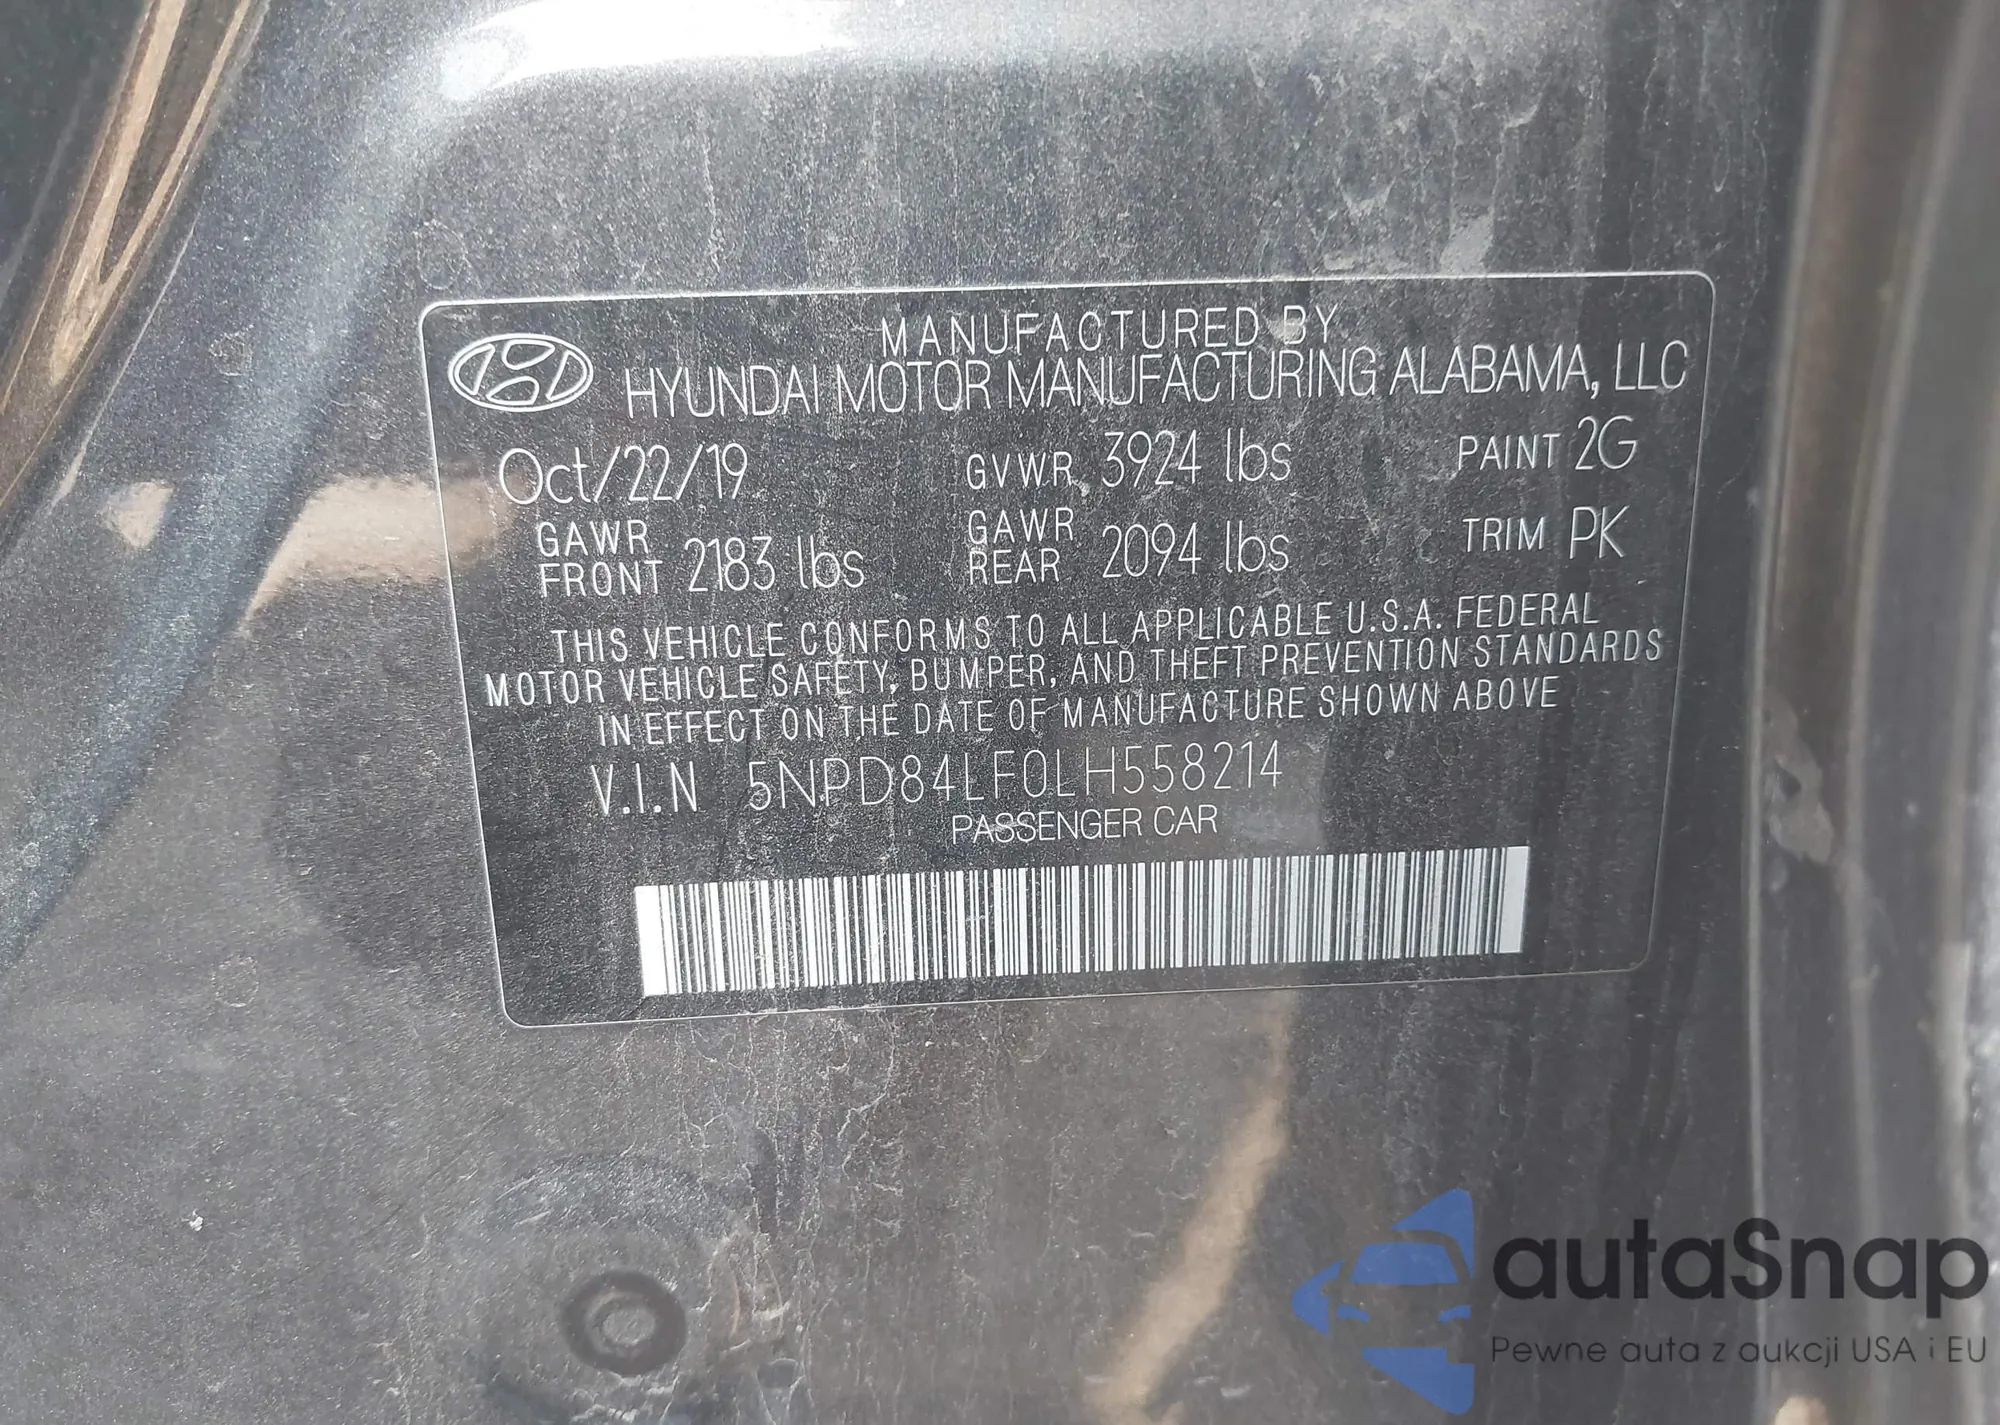 MANUFACTURED BY
HYUNDAI MOTOR MANUFACTURING ALABAMA, LLC
Oct/22/19 GVWR 3924 lbs PAINT 2G
GAWR FRONT 2183 lbs GAWR REAR 2094 lbs TRIM PK
THIS VEHICLE CONFORMS TO ALL APPLICABLE U.S.A. FEDERAL
MOTOR VEHICLE SAFETY, BUMPER, AND THEFT PREVENTION STANDARDS
IN EFFECT ON THE DATE OF MANUFACTURE SHOWN ABOVE
V.I.N 5NPD84LF0LH558214
PASSENGER CAR
autaSnap
Pewne auta z aukcji USA i EU